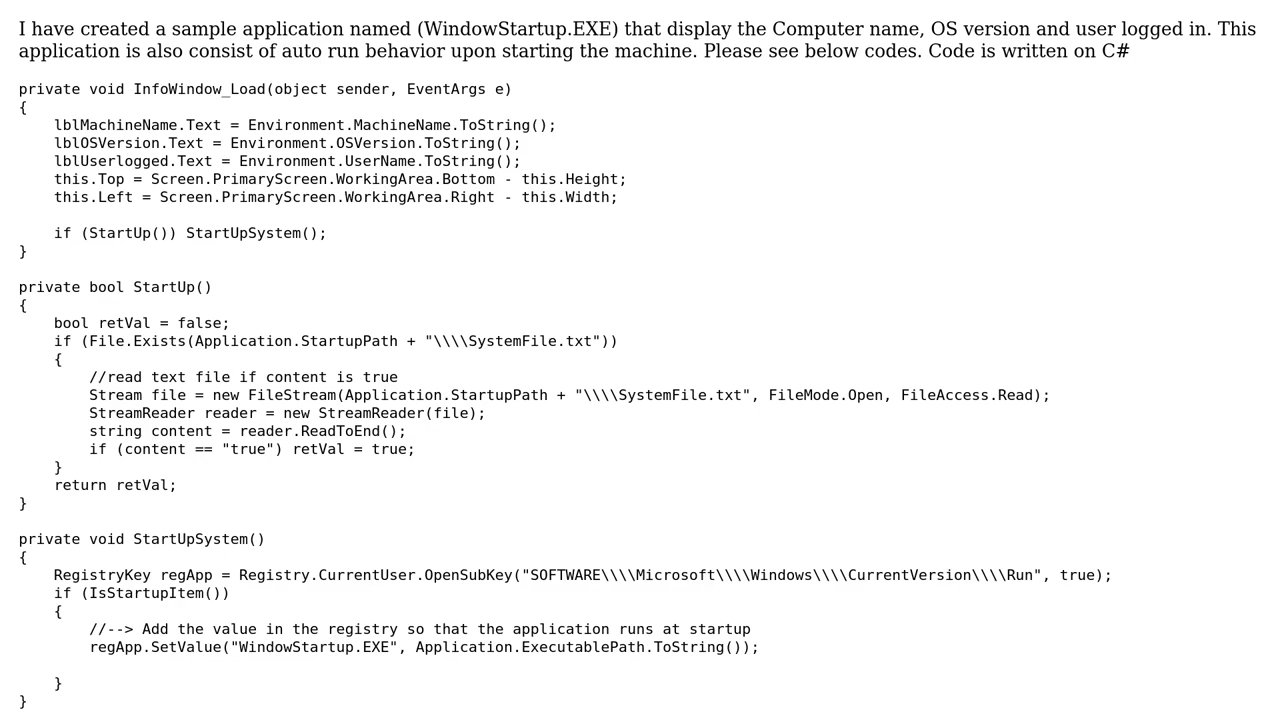 I have created a sample application named (WindowStartup.EXE) that display the Computer name, OS version and user logged in. This
application is also consist of auto run behavior upon starting the machine. Please see below codes. Code is written on C#
private void InfoWindow_Load(object sender, EventArgs e)
{
    lblMachineName.Text = Environment.MachineName.ToString();
    lblOSVersion.Text = Environment.OSVersion.ToString();
    lblUserlogged.Text = Environment.UserName.ToString();
    this.Top = Screen.PrimaryScreen.WorkingArea.Bottom - this.Height;
    this.Left = Screen.PrimaryScreen.WorkingArea.Right - this.Width;

    if (StartUp()) StartUpSystem();
}

private bool StartUp()
{
    bool retVal = false;
    if (File.Exists(Application.StartupPath + "\\\\SystemFile.txt"))
    {
        //read text file if content is true
        Stream file = new FileStream(Application.StartupPath + "\\\\SystemFile.txt", FileMode.Open, FileAccess.Read);
        StreamReader reader = new StreamReader(file);
        string content = reader.ReadToEnd();
        if (content == "true") retVal = true;
    }
    return retVal;
}

private void StartUpSystem()
{
    RegistryKey regApp = Registry.CurrentUser.OpenSubKey("SOFTWARE\\\\Microsoft\\\\Windows\\\\CurrentVersion\\\\Run", true);
    if (IsStartupItem())
    {
        //--> Add the value in the registry so that the application runs at startup
        regApp.SetValue("WindowStartup.EXE", Application.ExecutablePath.ToString());

    }
}